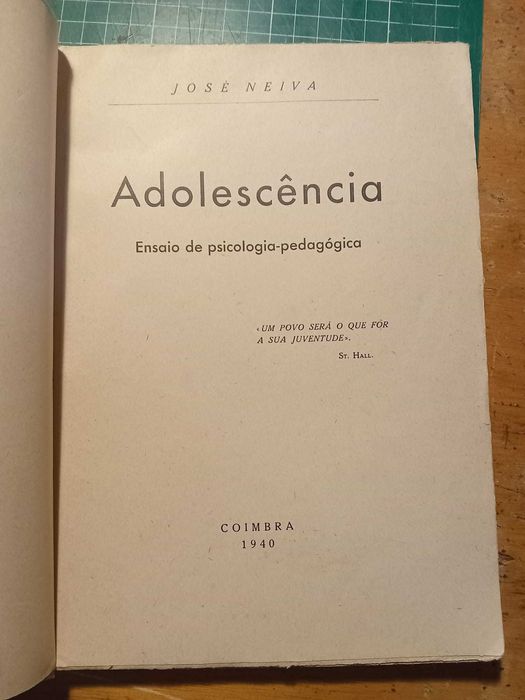 JOSÉ NEIVA
Adolescência
Ensaio de psicologia-pedagógica
«UM POVO SERÁ O QUE FÔR
A SUA JUVENTUDE».
ST. HALL.
COIMBRA
1940